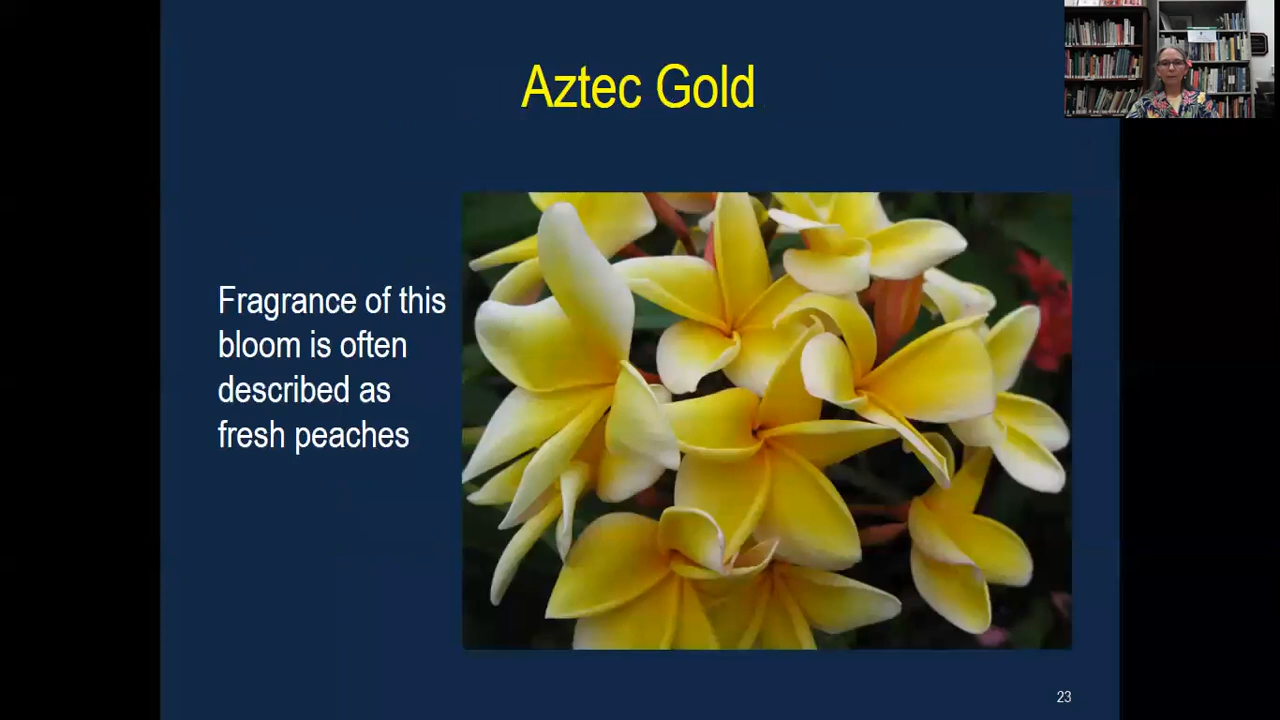 Aztec Gold
Fragrance of this
bloom is often
described as
fresh peaches
23